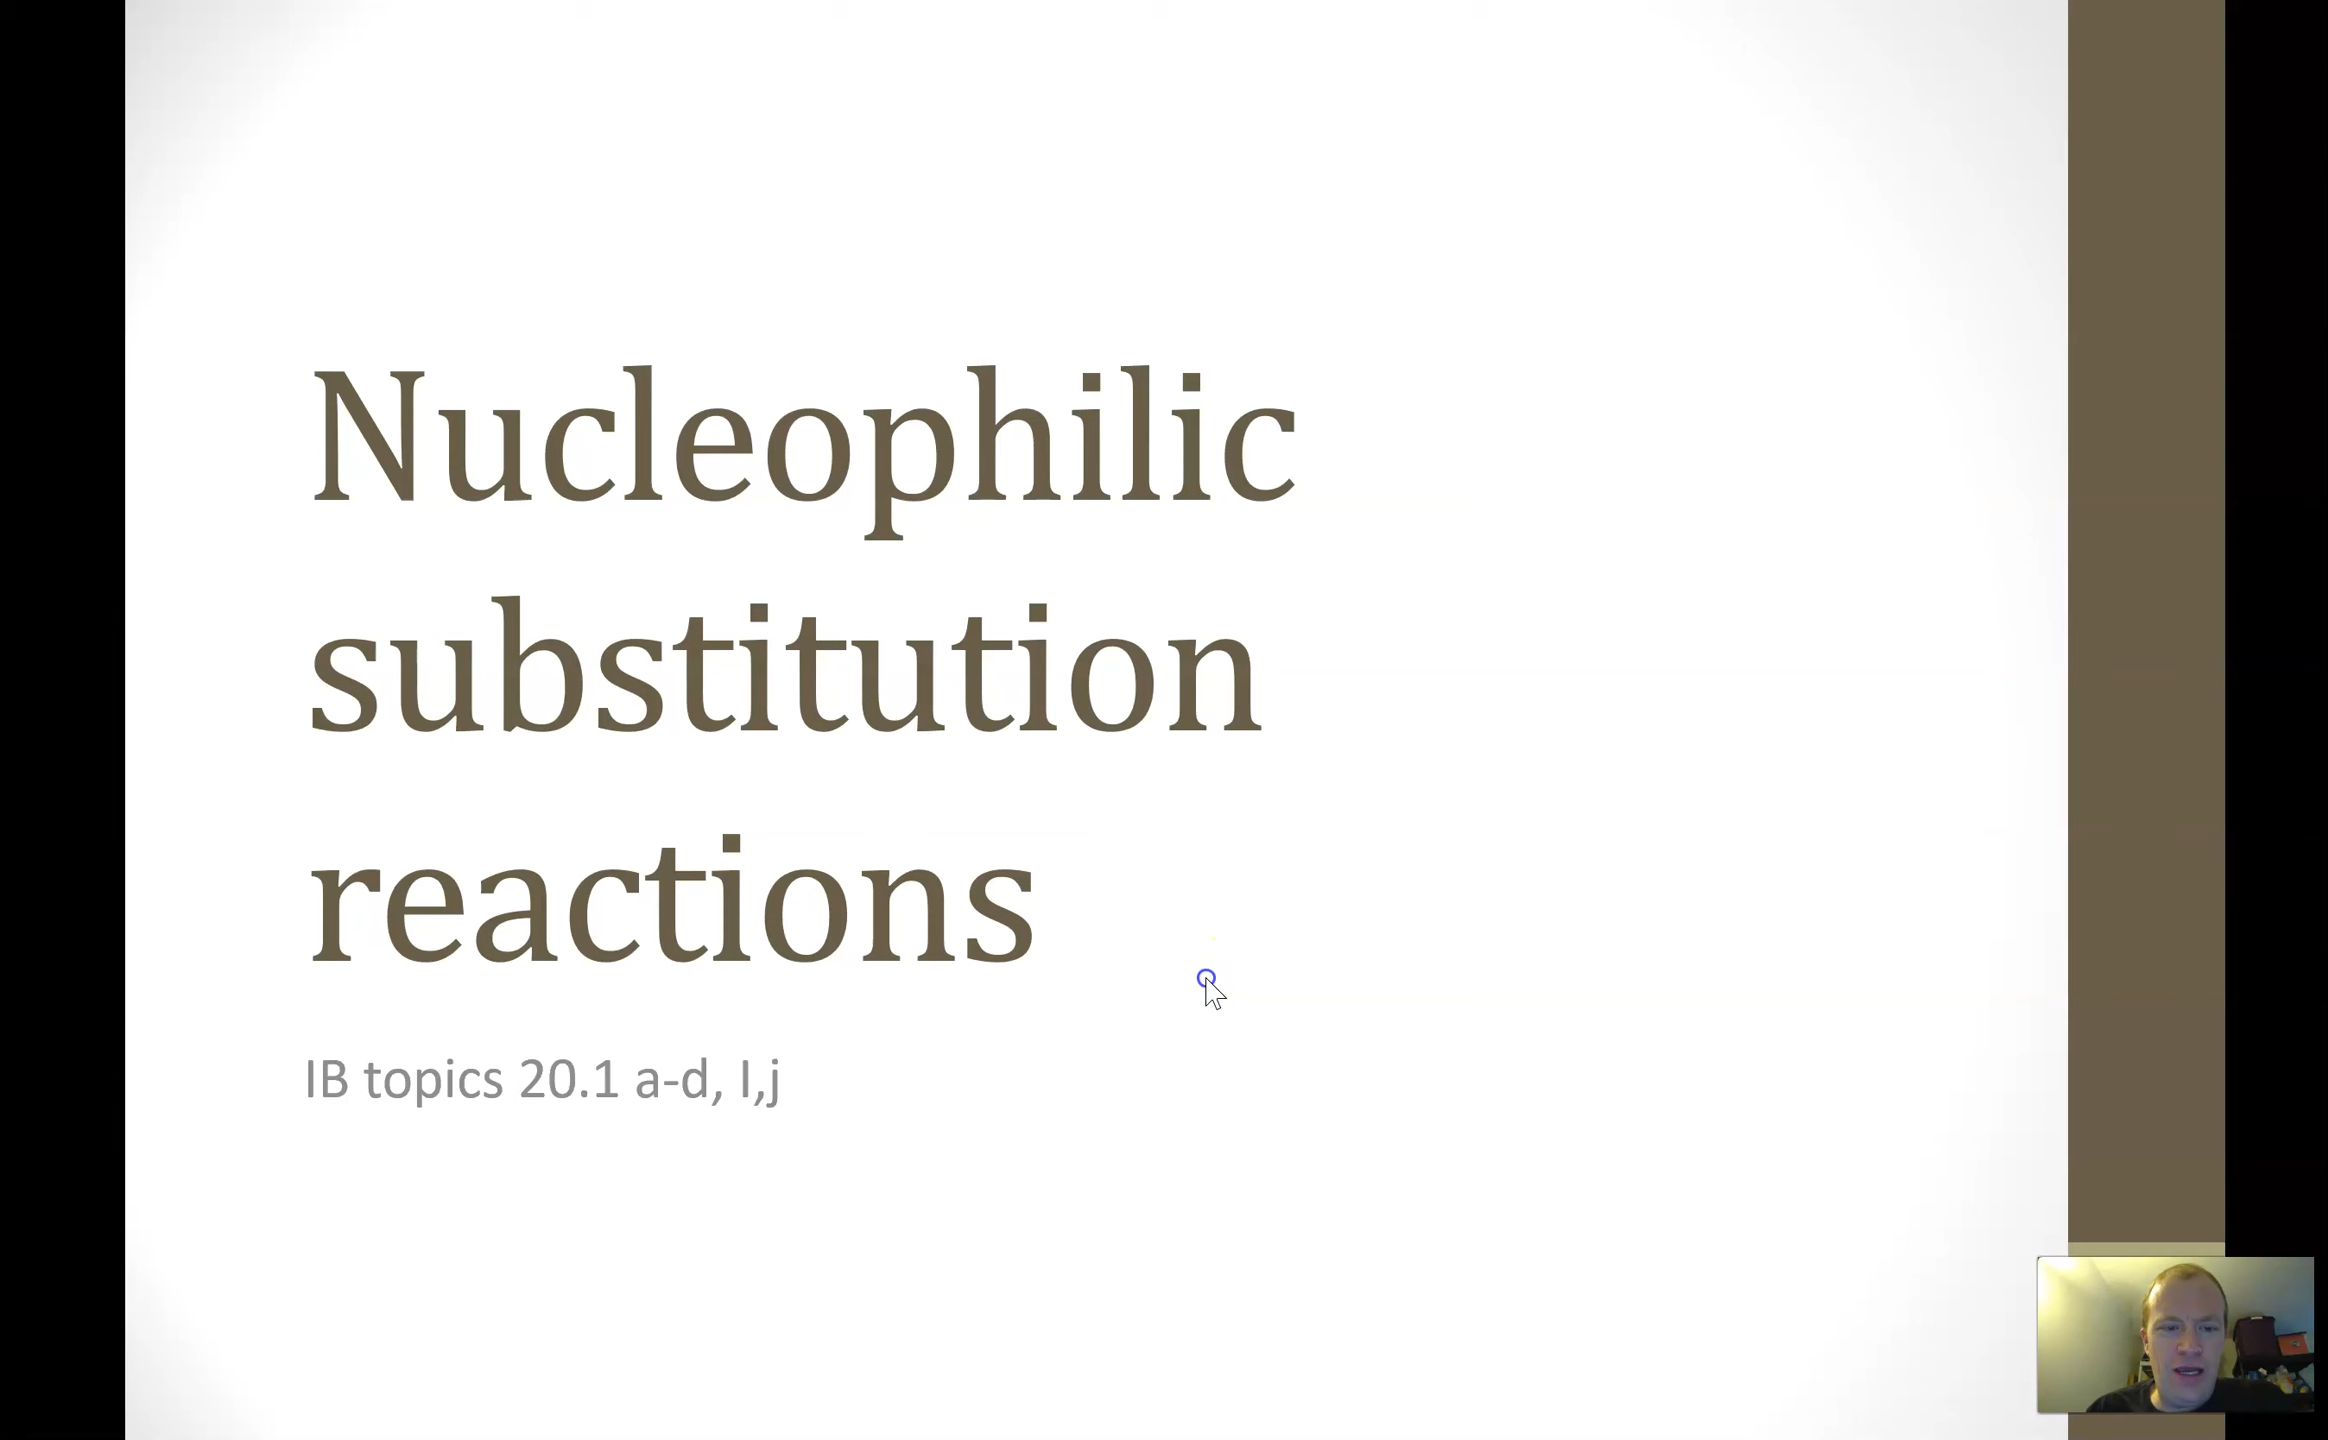 Nucleophilic
substitution
reactions
IB topics 20.1 a-d, I,j